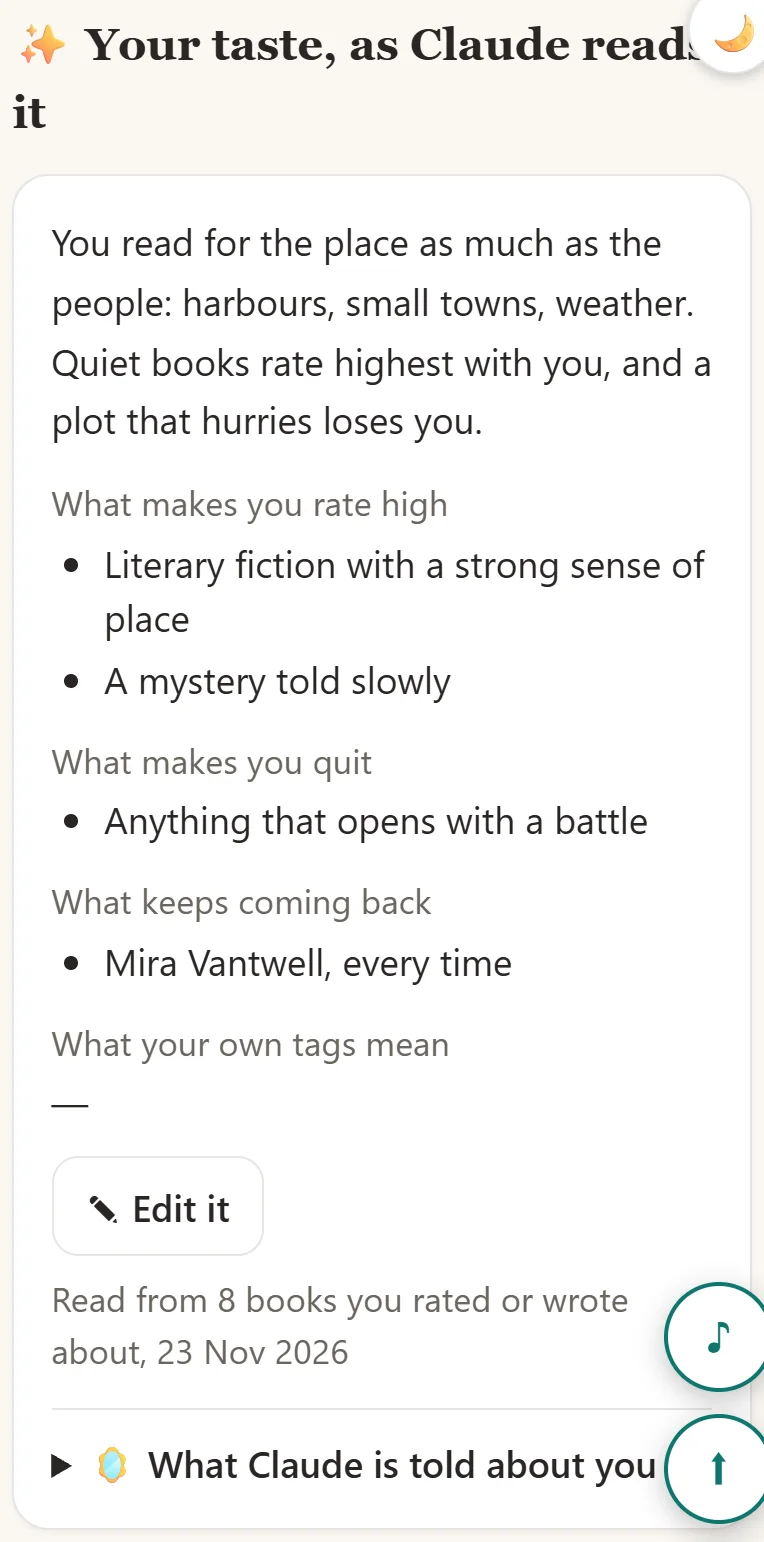 Your taste, as Claude reads
it
You read for the place as much as the
people: harbours, small towns, weather.
Quiet books rate highest with you, and a
plot that hurries loses you.
What makes you rate high
• Literary fiction with a strong sense of
place
• A mystery told slowly
What makes you quit
• Anything that opens with a battle
What keeps coming back
• Mira Vantwell, every time
What your own tags mean
—
Edit it
Read from 8 books you rated or wrote
about, 23 Nov 2026
What Claude is told about you